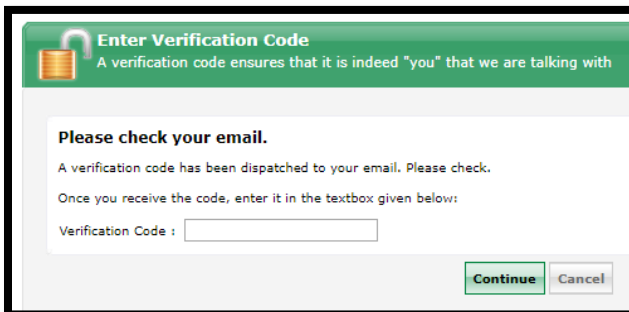 Enter Verification Code
A verification code ensures that it is indeed "you" that we are talking with
Please check your email.
A verification code has been dispatched to your email. Please check.
Once you receive the code, enter it in the textbox given below:
Verification Code :
Continue Cancel